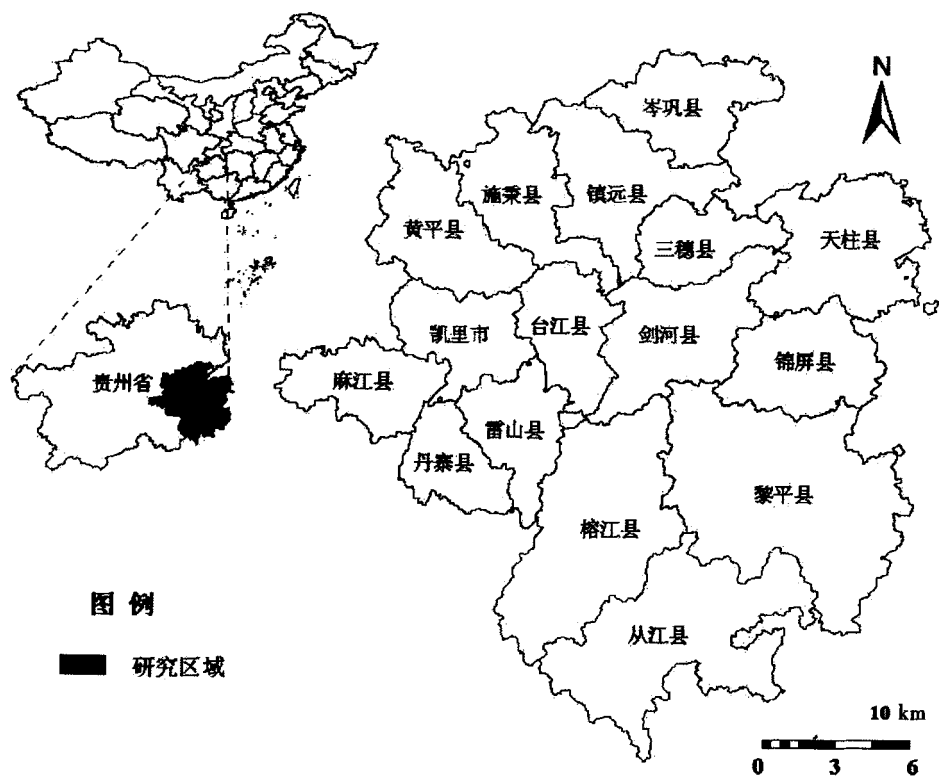 N
岑巩县
施秉县
镇远县
黄平县
三穗县
天柱县
凯里市
台江县
剑河县
锦屏县
贵州省
麻江县
雷山县
丹寨县
黎平县
榕江县
从江县
图 例
研究区域
10 km
0 3 6